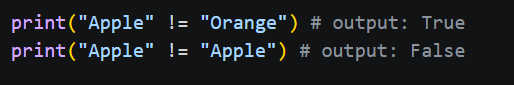 print("Apple" != "Orange") # output: True
print("Apple" != "Apple") # output: False